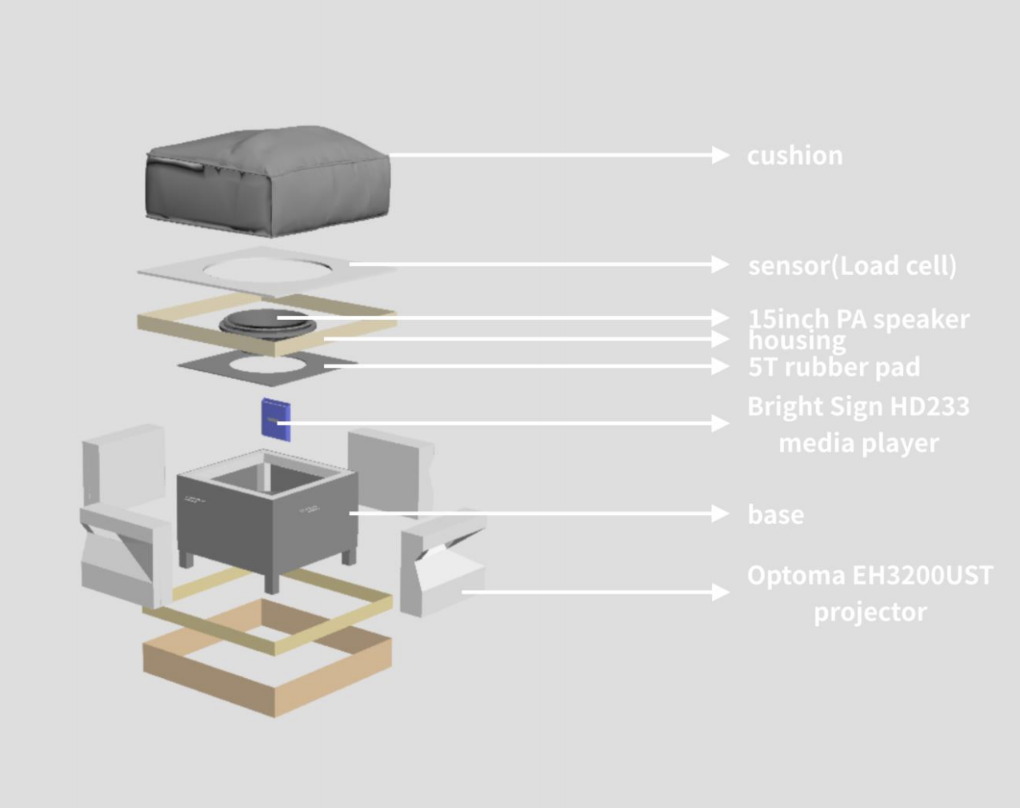 cushion
sensor(Load cell)
15inch PA speaker
housing
5T rubber pad
Bright Sign HD233
media player
base
Optoma EH3200UST
projector